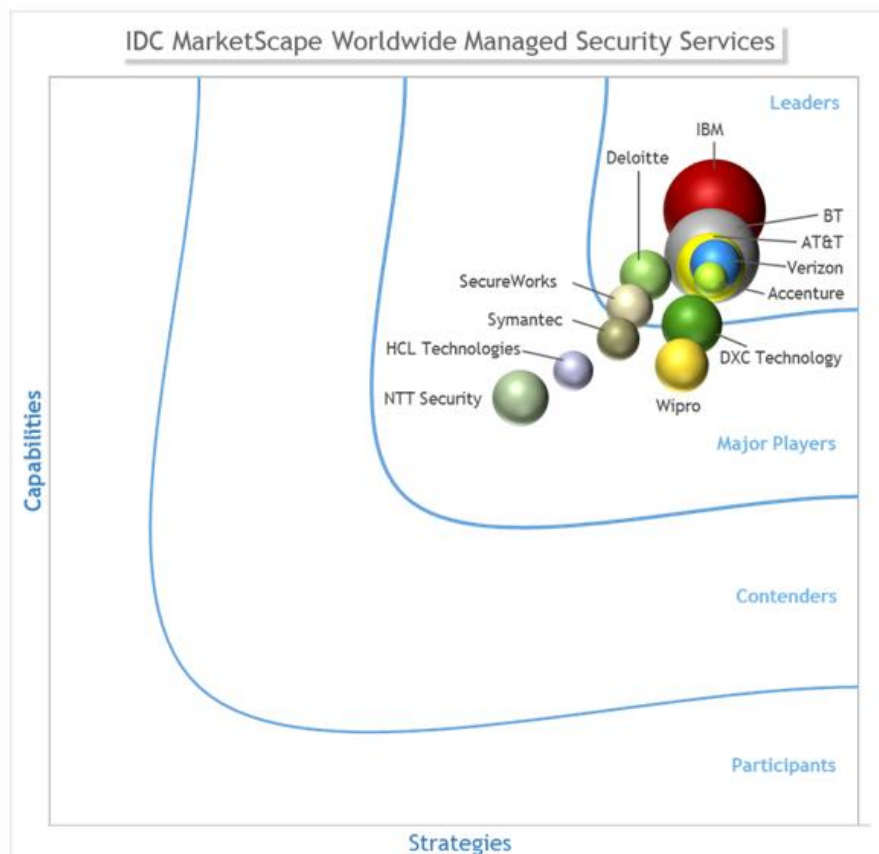 IDC MarketScape Worldwide Managed Security Services
Leaders
IBM
Deloitte
BT
AT&T
Verizon
SecureWorks
Accenture
Symantec
HCL Technologies
DXC Technology
NTT Security
Wipro
Major Players
Capabilities
Contenders
Participants
Strategies